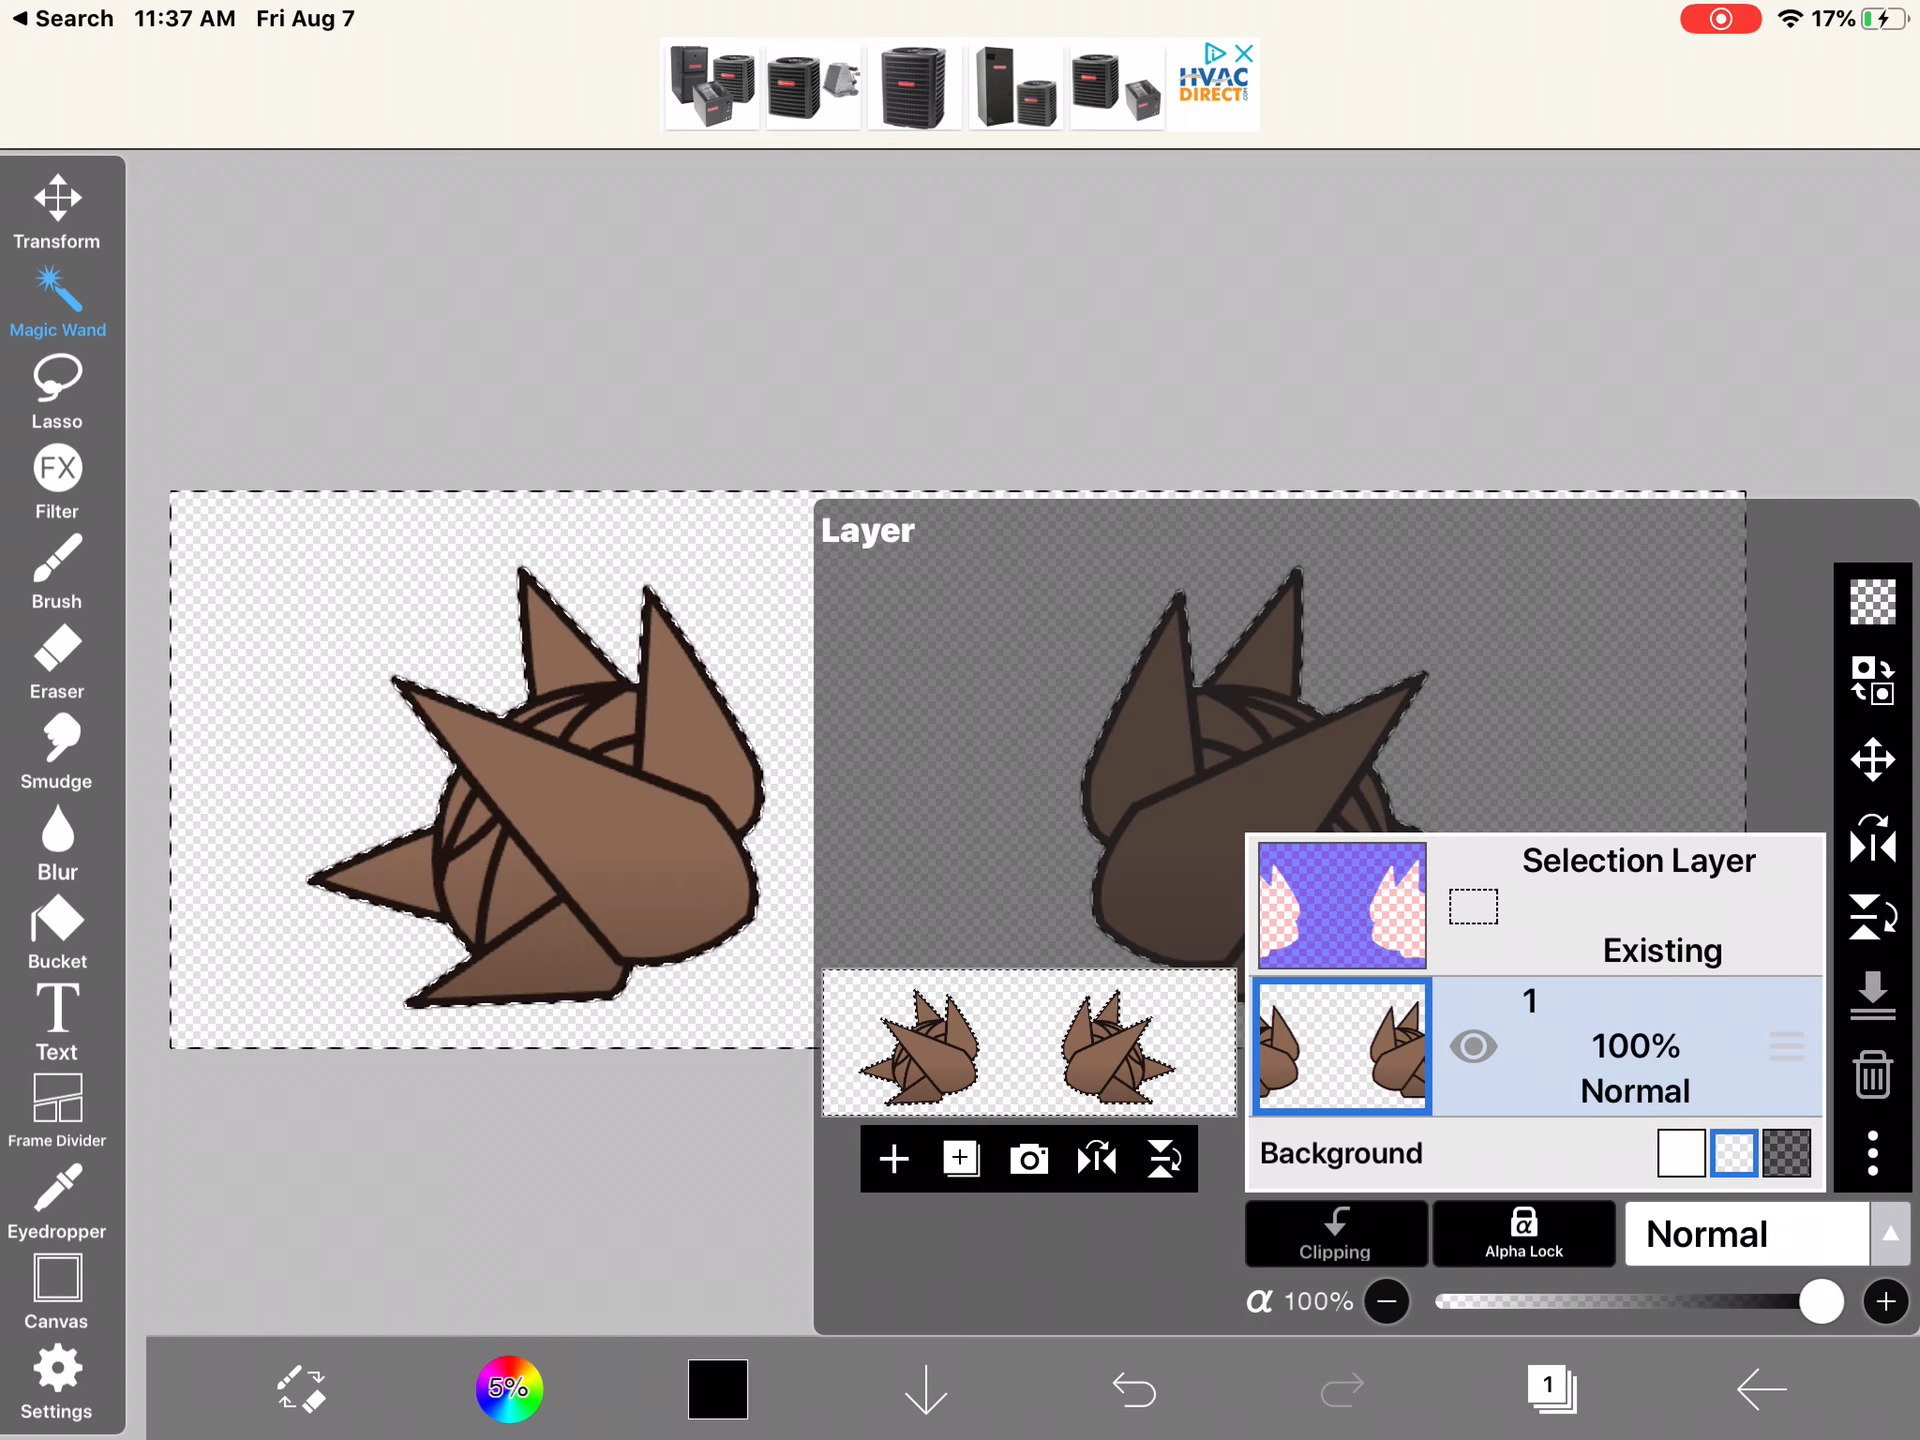 Search 11:37 AM Fri Aug 7
17%
HVAC
DIRECT.COM
Transform
Magic Wand
Lasso
FX
Filter
Brush
Eraser
Smudge
Blur
Bucket
T
Text
Frame Divider
Eyedropper
Canvas
Settings
Layer
Selection Layer
Existing
1
100%
Normal
Background
Clipping
α
Alpha Lock
Normal
α 100%
5%
1